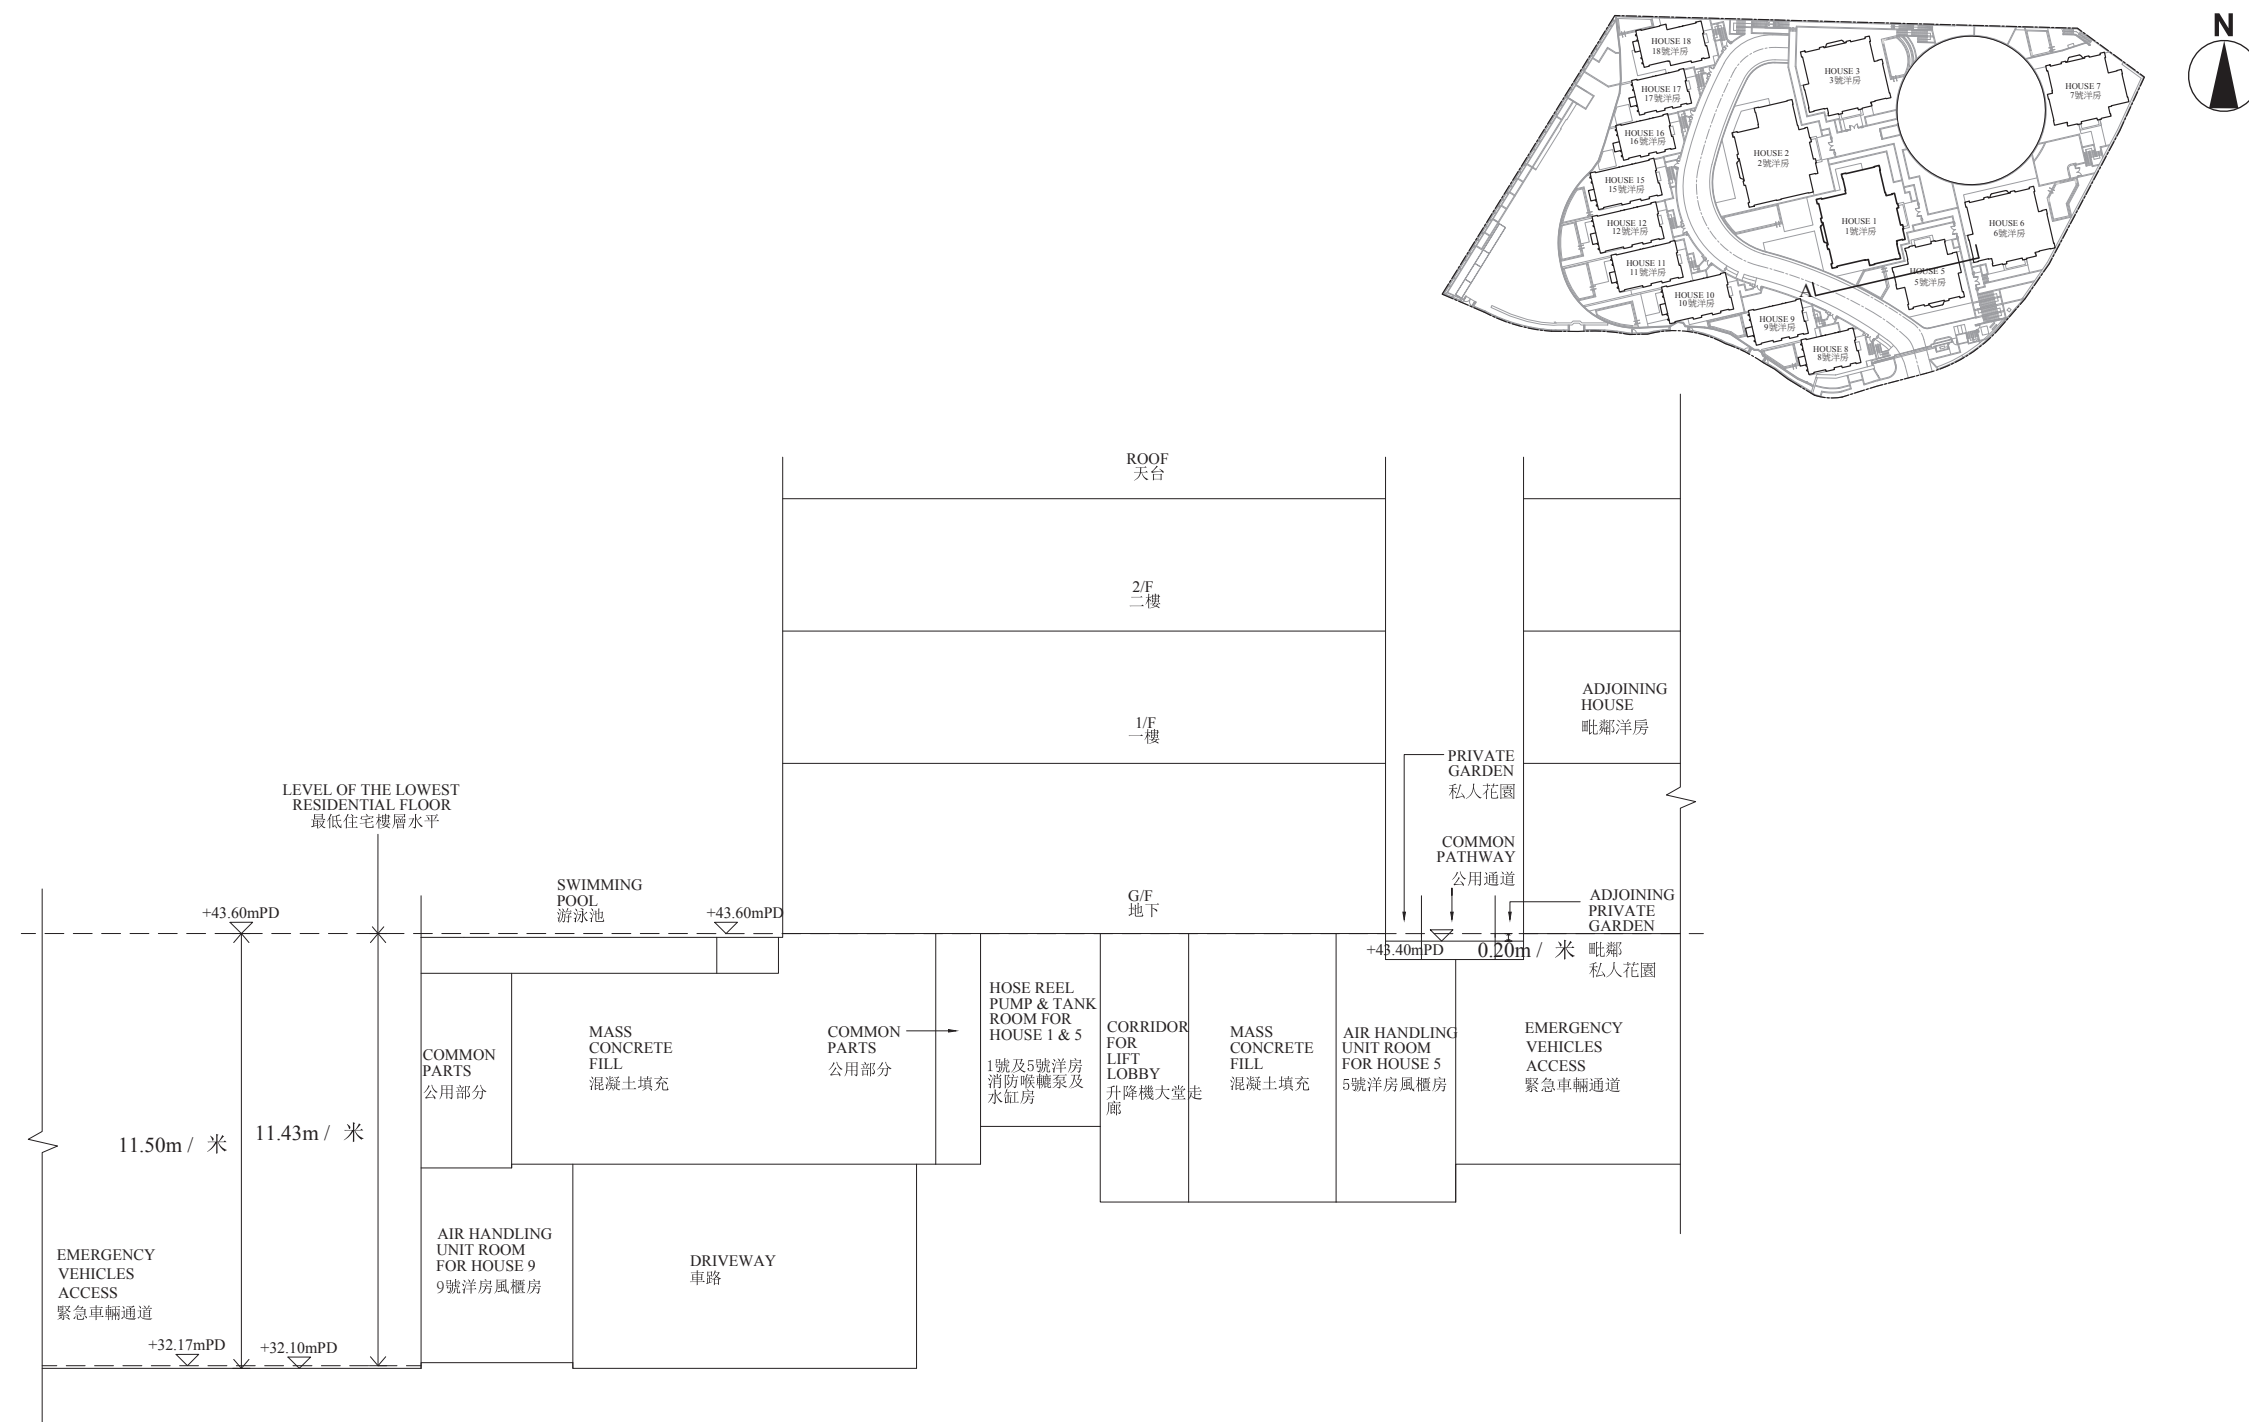 N
HOUSE 18
18號洋房
HOUSE 17
17號洋房
HOUSE 16
16號洋房
HOUSE 15
15號洋房
HOUSE 12
12號洋房
HOUSE 11
11號洋房
HOUSE 10
10號洋房
HOUSE 9
9號洋房
HOUSE 8
8號洋房
HOUSE 3
3號洋房
HOUSE 2
2號洋房
HOUSE 1
1號洋房
HOUSE 7
7號洋房
HOUSE 6
6號洋房
HOUSE 5
5號洋房
A
ROOF
天台
2/F
二樓
1/F
一樓
G/F
地下
ADJOINING
HOUSE
毗鄰洋房
PRIVATE
GARDEN
私人花園
COMMON
PATHWAY
公用通道
ADJOINING
PRIVATE
GARDEN
毗鄰
私人花園
LEVEL OF THE LOWEST
RESIDENTIAL FLOOR
最低住宅樓層水平
SWIMMING
POOL
游泳池
+43.60mPD
+43.60mPD
+43.40mPD
0.20m / 米
COMMON
PARTS
公用部分
MASS
CONCRETE
FILL
混凝土填充
COMMON
PARTS
公用部分
HOSE REEL
PUMP & TANK
ROOM FOR
HOUSE 1 & 5
1號及5號洋房
消防喉轆泵及
水缸房
CORRIDOR
FOR
LIFT
LOBBY
升降機大堂走
廊
MASS
CONCRETE
FILL
混凝土填充
AIR HANDLING
UNIT ROOM
FOR HOUSE 5
5號洋房風櫃房
EMERGENCY
VEHICLES
ACCESS
緊急車輛通道
11.50m / 米
11.43m / 米
EMERGENCY
VEHICLES
ACCESS
緊急車輛通道
AIR HANDLING
UNIT ROOM
FOR HOUSE 9
9號洋房風櫃房
DRIVEWAY
車路
+32.17mPD
+32.10mPD